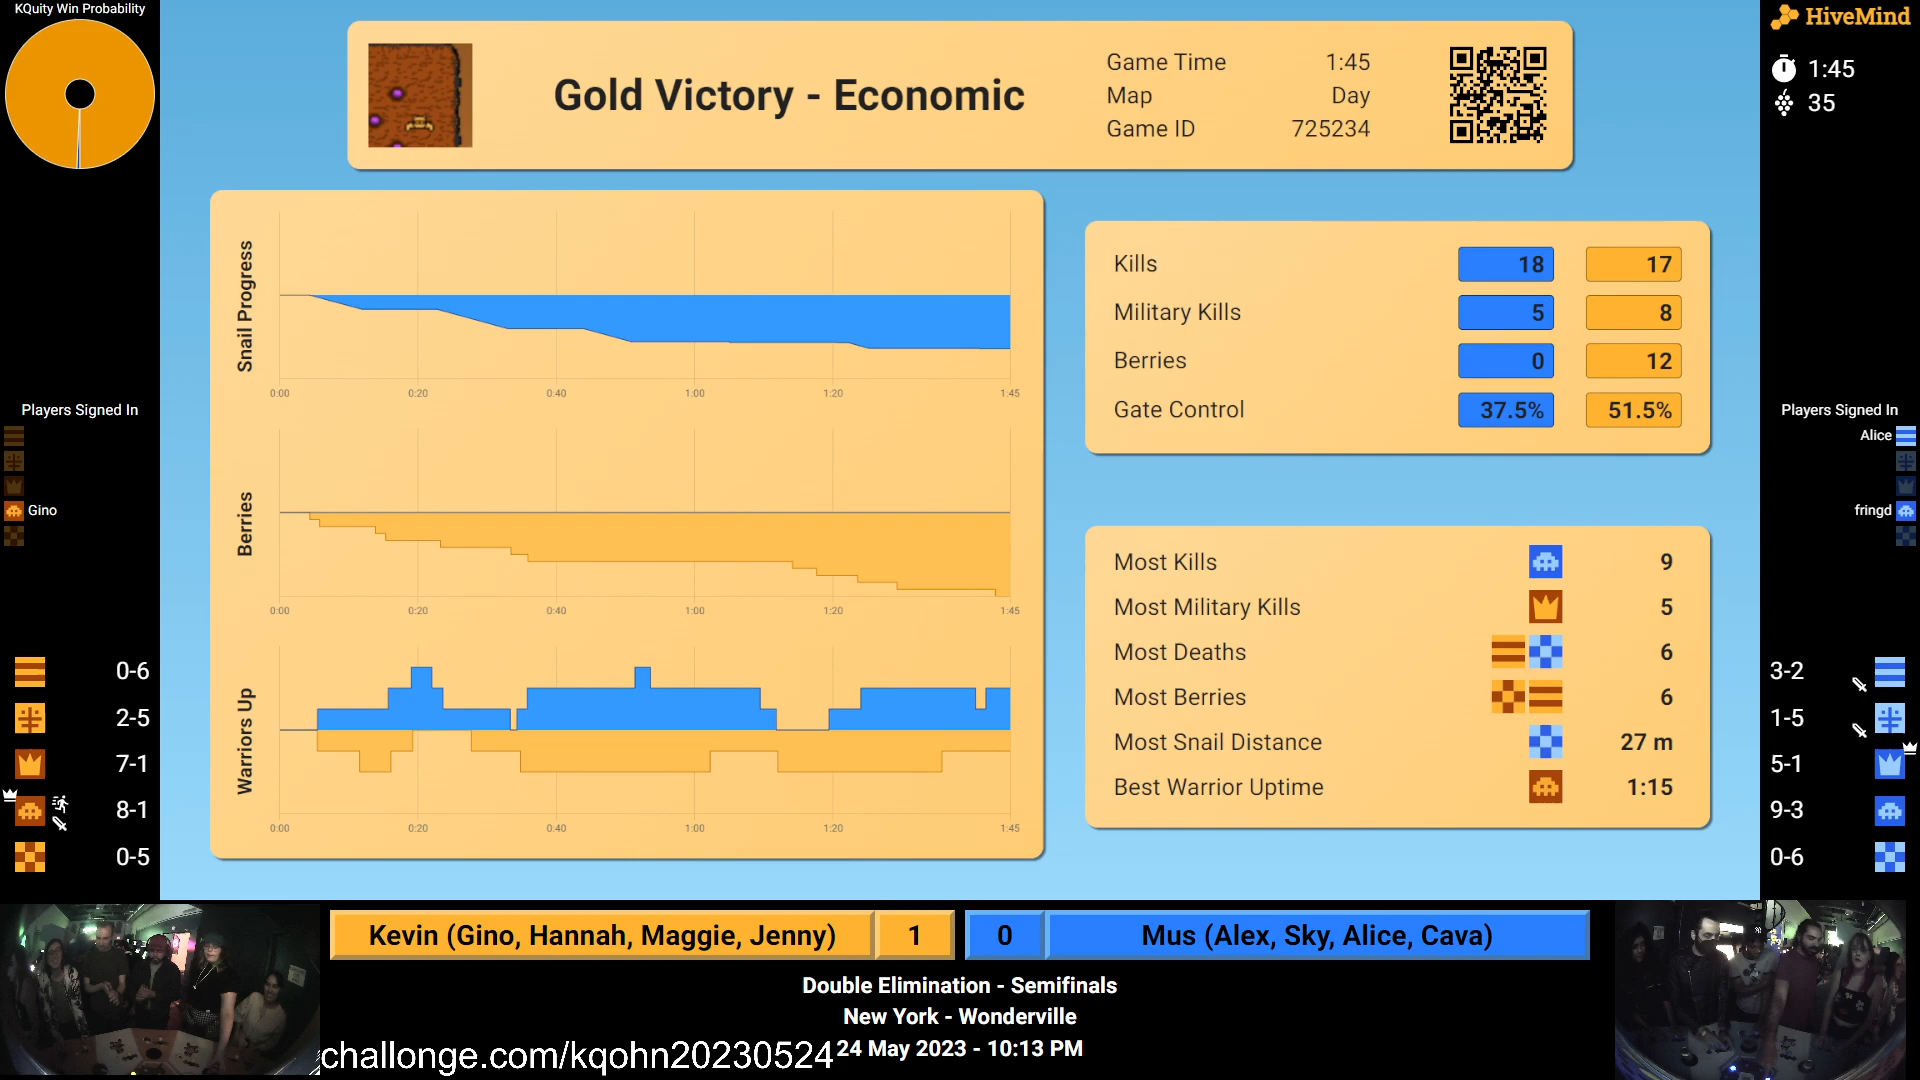 KQuity Win Probability
HiveMind
1:45
35
Gold Victory - Economic
Game Time 1:45
Map Day
Game ID 725234
Snail Progress
0:00 0:20 0:40 1:00 1:20 1:45
Berries
0:00 0:20 0:40 1:00 1:20 1:45
Warriors Up
0:00 0:20 0:40 1:00 1:20 1:45
Kills 18 17
Military Kills 5 8
Berries 0 12
Gate Control 37.5% 51.5%
Most Kills 9
Most Military Kills 5
Most Deaths 6
Most Berries 6
Most Snail Distance 27 m
Best Warrior Uptime 1:15
Players Signed In
Gino
0-6
2-5
7-1
8-1
0-5
Players Signed In
Alice
fringd
3-2
1-5
5-1
9-3
0-6
Kevin (Gino, Hannah, Maggie, Jenny) 1
0 Mus (Alex, Sky, Alice, Cava)
Double Elimination - Semifinals
New York - Wonderville
24 May 2023 - 10:13 PM
challonge.com/kqohn20230524